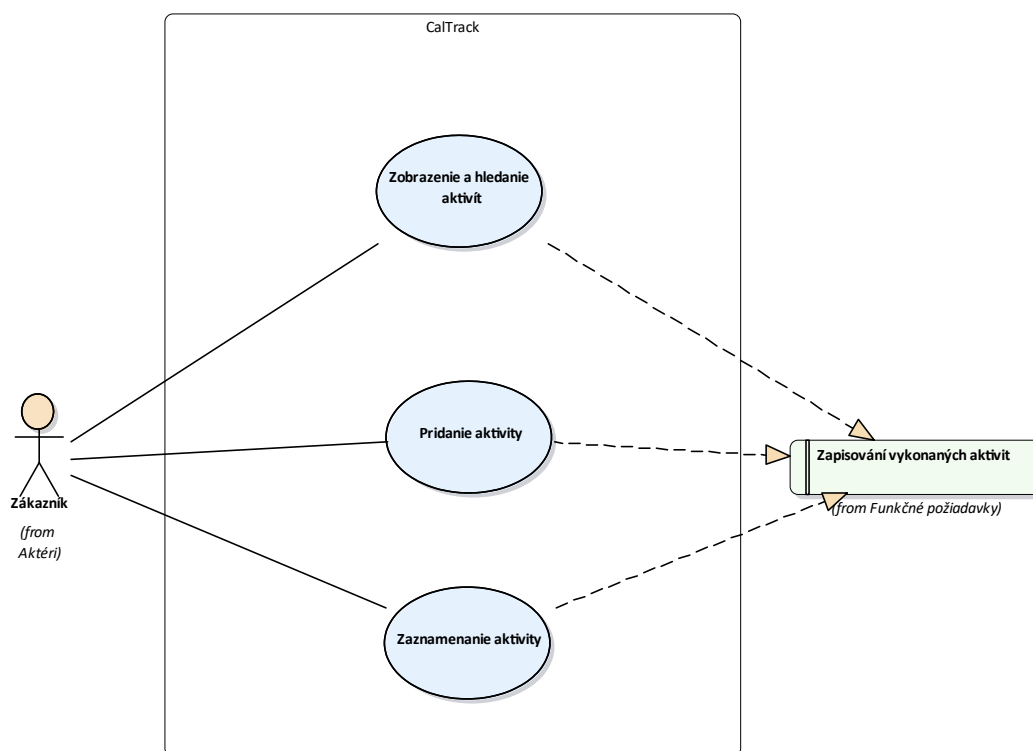 CalTrack
Zobrazenie a hledanie
aktivít
Pridanie aktivity
Zapisování vykonaných aktivit
(from Funkčné požiadavky)
Zákazník
(from
Aktéri)
Zaznamenanie aktivity